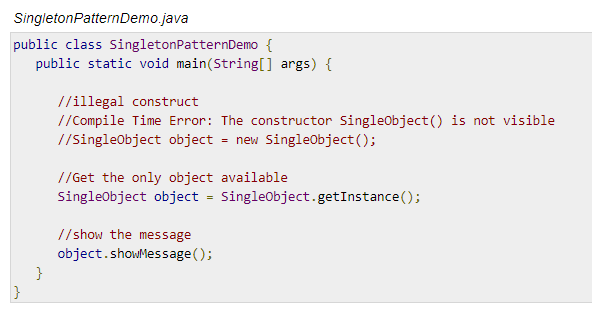 SingletonPatternDemo.java
public class SingletonPatternDemo {
public static void main(String[] args) {
//illegal construct
//Compile Time Error: The constructor SingleObject() is not visible
//SingleObject object = new SingleObject();
//Get the only object available
SingleObject object = SingleObject.getInstance();
//show the message
object.showMessage();
}
}